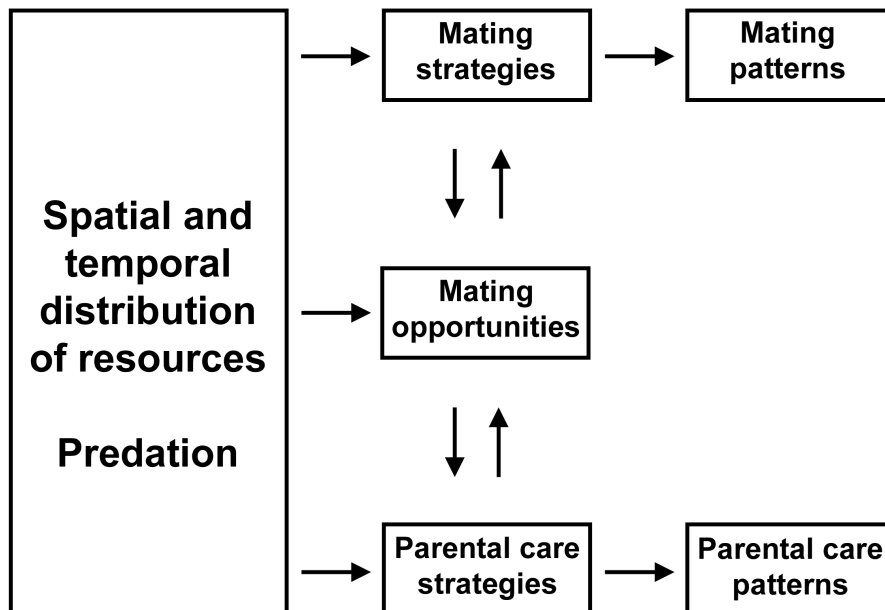 Spatial and
temporal
distribution
of resources
Predation
Mating
strategies
Mating
patterns
Mating
opportunities
Parental care
strategies
Parental care
patterns